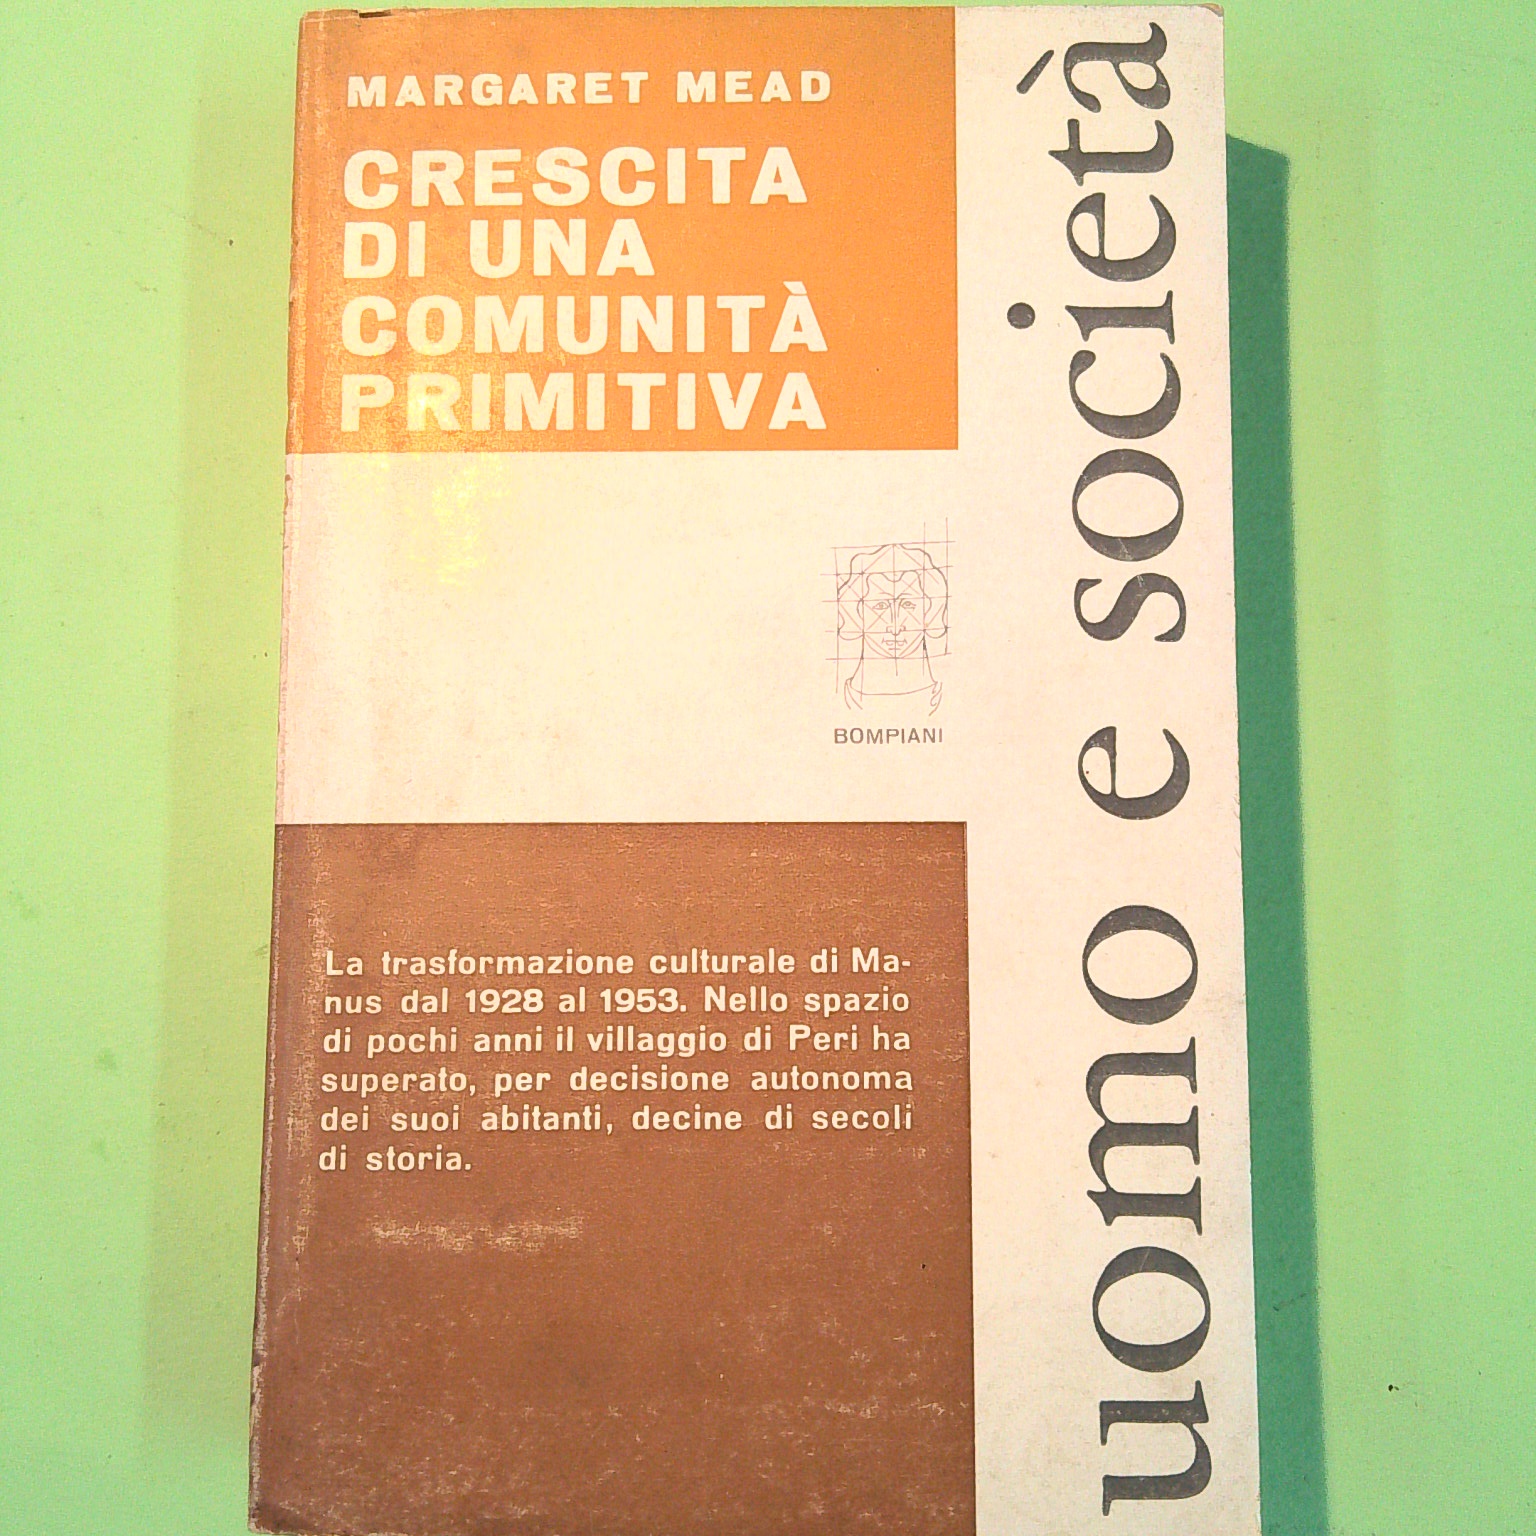 MARGARET MEAD
CRESCITA
DI UNA
COMUNITÀ
PRIMITIVA
BOMPIANI
La trasformazione culturale di Ma-
nus dal 1928 al 1953. Nello spazio
di pochi anni il villaggio di Peri ha
superato, per decisione autonoma
dei suoi abitanti, decine di secoli
di storia.
uomo e società